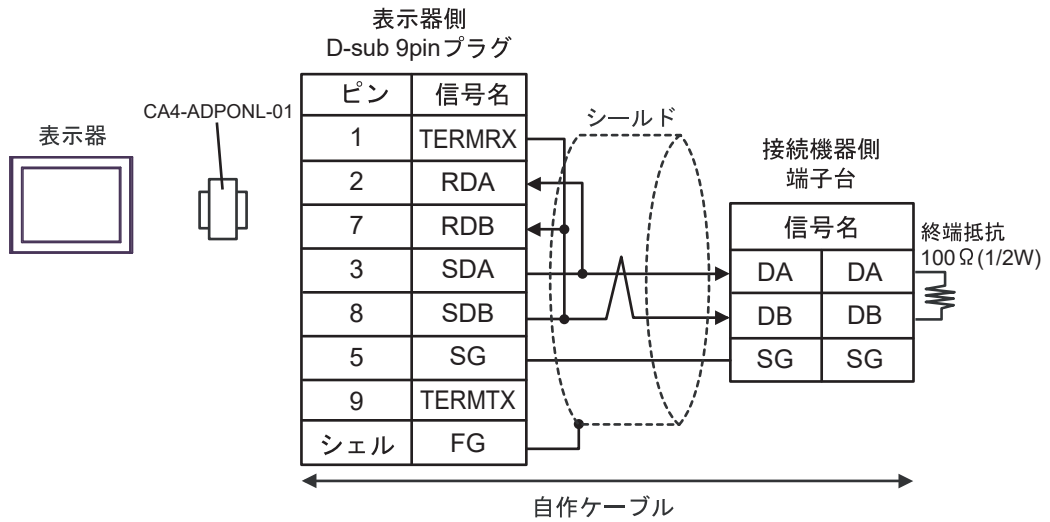 表示器側
D-sub 9pinプラグ
CA4-ADPONL-01
表示器
ピン 信号名
1 TERMRX
2 RDA
7 RDB
3 SDA
8 SDB
5 SG
9 TERMTX
シェル FG
シールド
接続機器側
端子台
信号名
DA DA
DB DB
SG SG
終端抵抗
100Ω(1/2W)
自作ケーブル